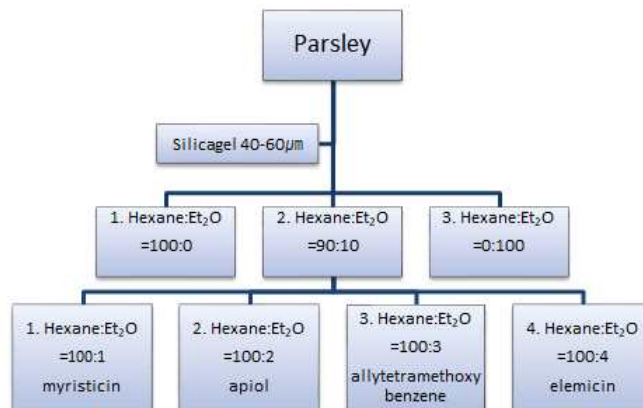 Parsley
Silicagel 40-60㎛
1. Hexane:Et₂O
=100:0
2. Hexane:Et₂O
=90:10
3. Hexane:Et₂O
=0:100
1. Hexane:Et₂O
=100:1
myristicin
2. Hexane:Et₂O
=100:2
apiol
3. Hexane:Et₂O
=100:3
allytetramethoxy
benzene
4. Hexane:Et₂O
=100:4
elemicin